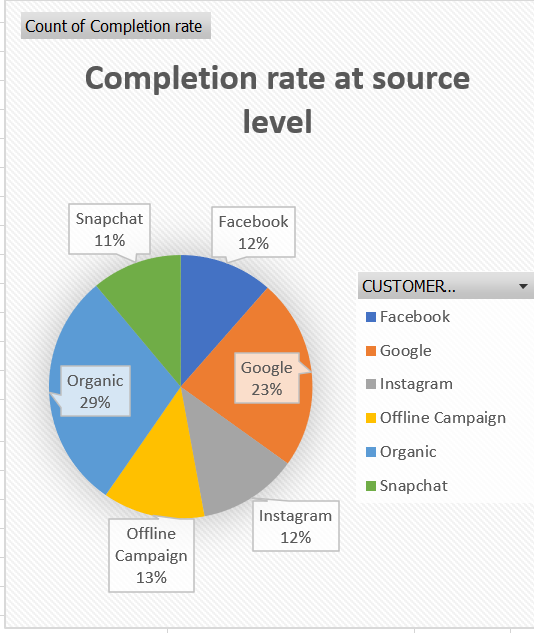 Count of Completion rate
Completion rate at source
level
Snapchat
11%
Facebook
12%
Google
23%
Organic
29%
Instagram
12%
Offline
Campaign
13%
CUSTOMER...
Facebook
Google
Instagram
Offline Campaign
Organic
Snapchat